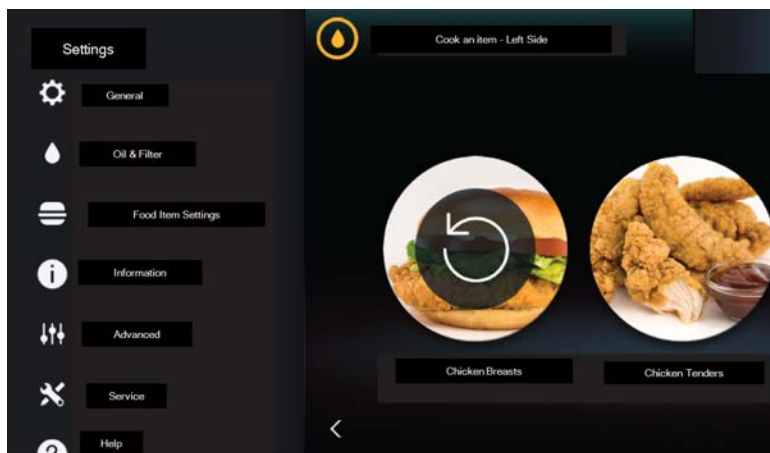 Settings
General
Oil & Filter
Food Item Settings
Information
Advanced
Service
Help
Cook an item - Left Side
Chicken Breasts
Chicken Tenders